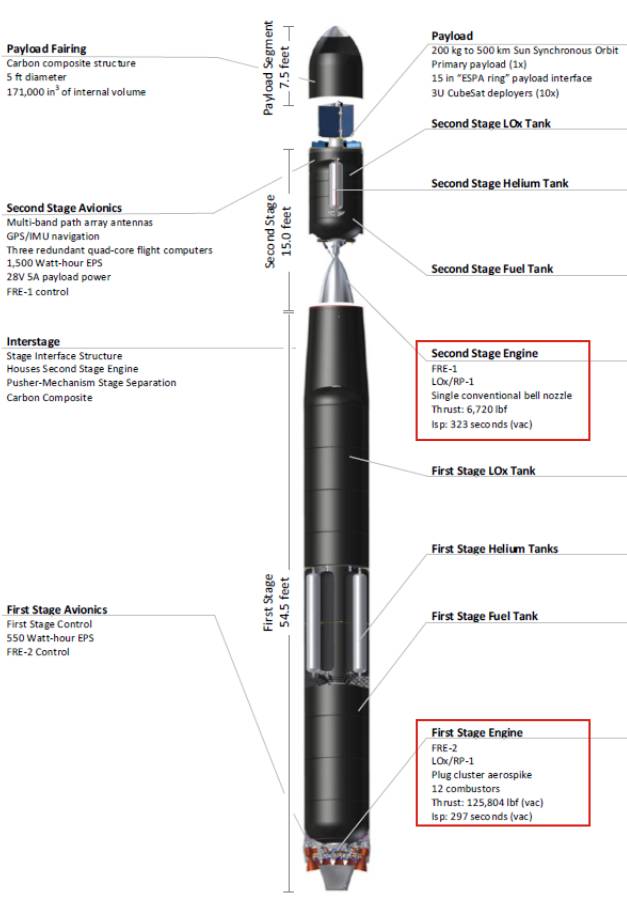 Payload Fairing
Carbon composite structure
5 ft diameter
171,000 in³ of internal volume
Payload Segment
7.5 feet
Payload
200 kg to 500 km Sun Synchronous Orbit
Primary payload (1x)
15 in "ESPA ring" payload interface
3U CubeSat deployers (10x)
Second Stage LOx Tank
Second Stage Helium Tank
Second Stage Avionics
Multi-band path array antennas
GPS/IMU navigation
Three redundant quad-core flight computers
1,500 Watt-hour EPS
28V 5A payload power
FRE-1 control
Second Stage
15.0 feet
Second Stage Fuel Tank
Interstage
Stage Interface Structure
Houses Second Stage Engine
Pusher-Mechanism Stage Separation
Carbon Composite
Second Stage Engine
FRE-1
LOx/RP-1
Single conventional bell nozzle
Thrust: 6,720 lbf
Isp: 323 seconds (vac)
First Stage LOx Tank
First Stage Helium Tanks
First Stage
54.5 feet
First Stage Avionics
First Stage Control
550 Watt-hour EPS
FRE-2 Control
First Stage Fuel Tank
First Stage Engine
FRE-2
LOx/RP-1
Plug cluster aerospike
12 combustors
Thrust: 125,804 lbf (vac)
Isp: 297 seconds (vac)